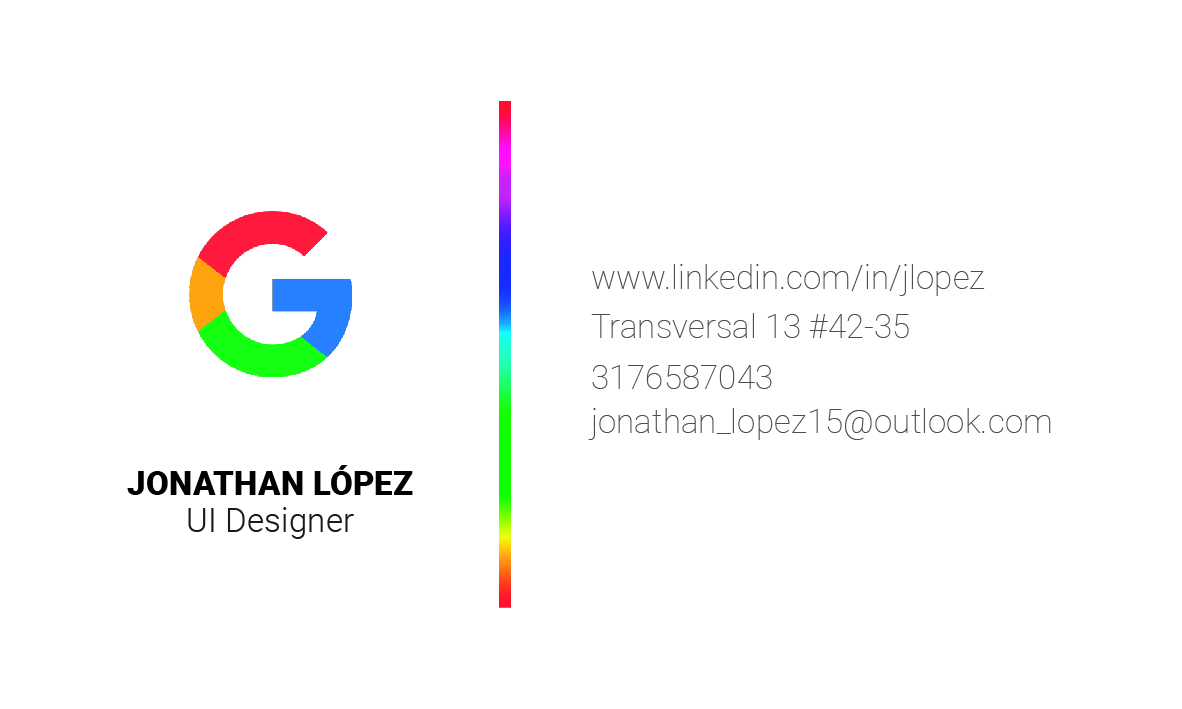 JONATHAN LÓPEZ
UI Designer
www.linkedin.com/in/jlopez
Transversal 13 #42-35
3176587043
jonathan_lopez15@outlook.com